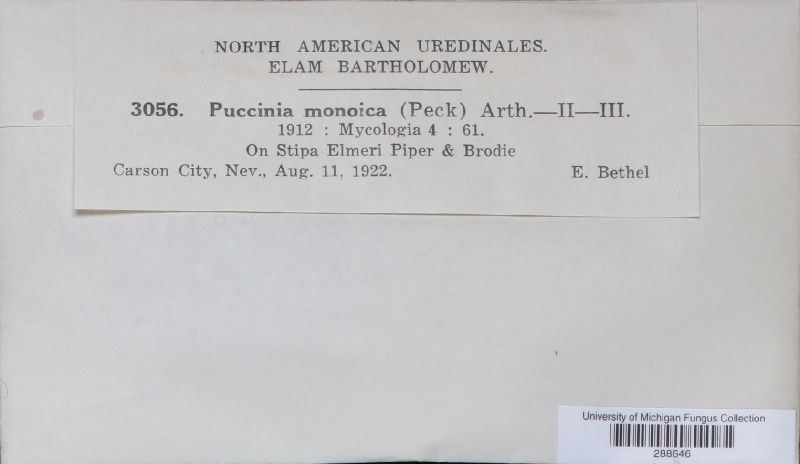 NORTH AMERICAN UREDINALES.
ELAM BARTHOLOMEW.
3056. Puccinia monoica (Peck) Arth.—II—III.
1912 : Mycologia 4 : 61.
On Stipa Elmeri Piper & Brodie
Carson City, Nev., Aug. 11, 1922. E. Bethel
University of Michigan Fungus Collection
288646